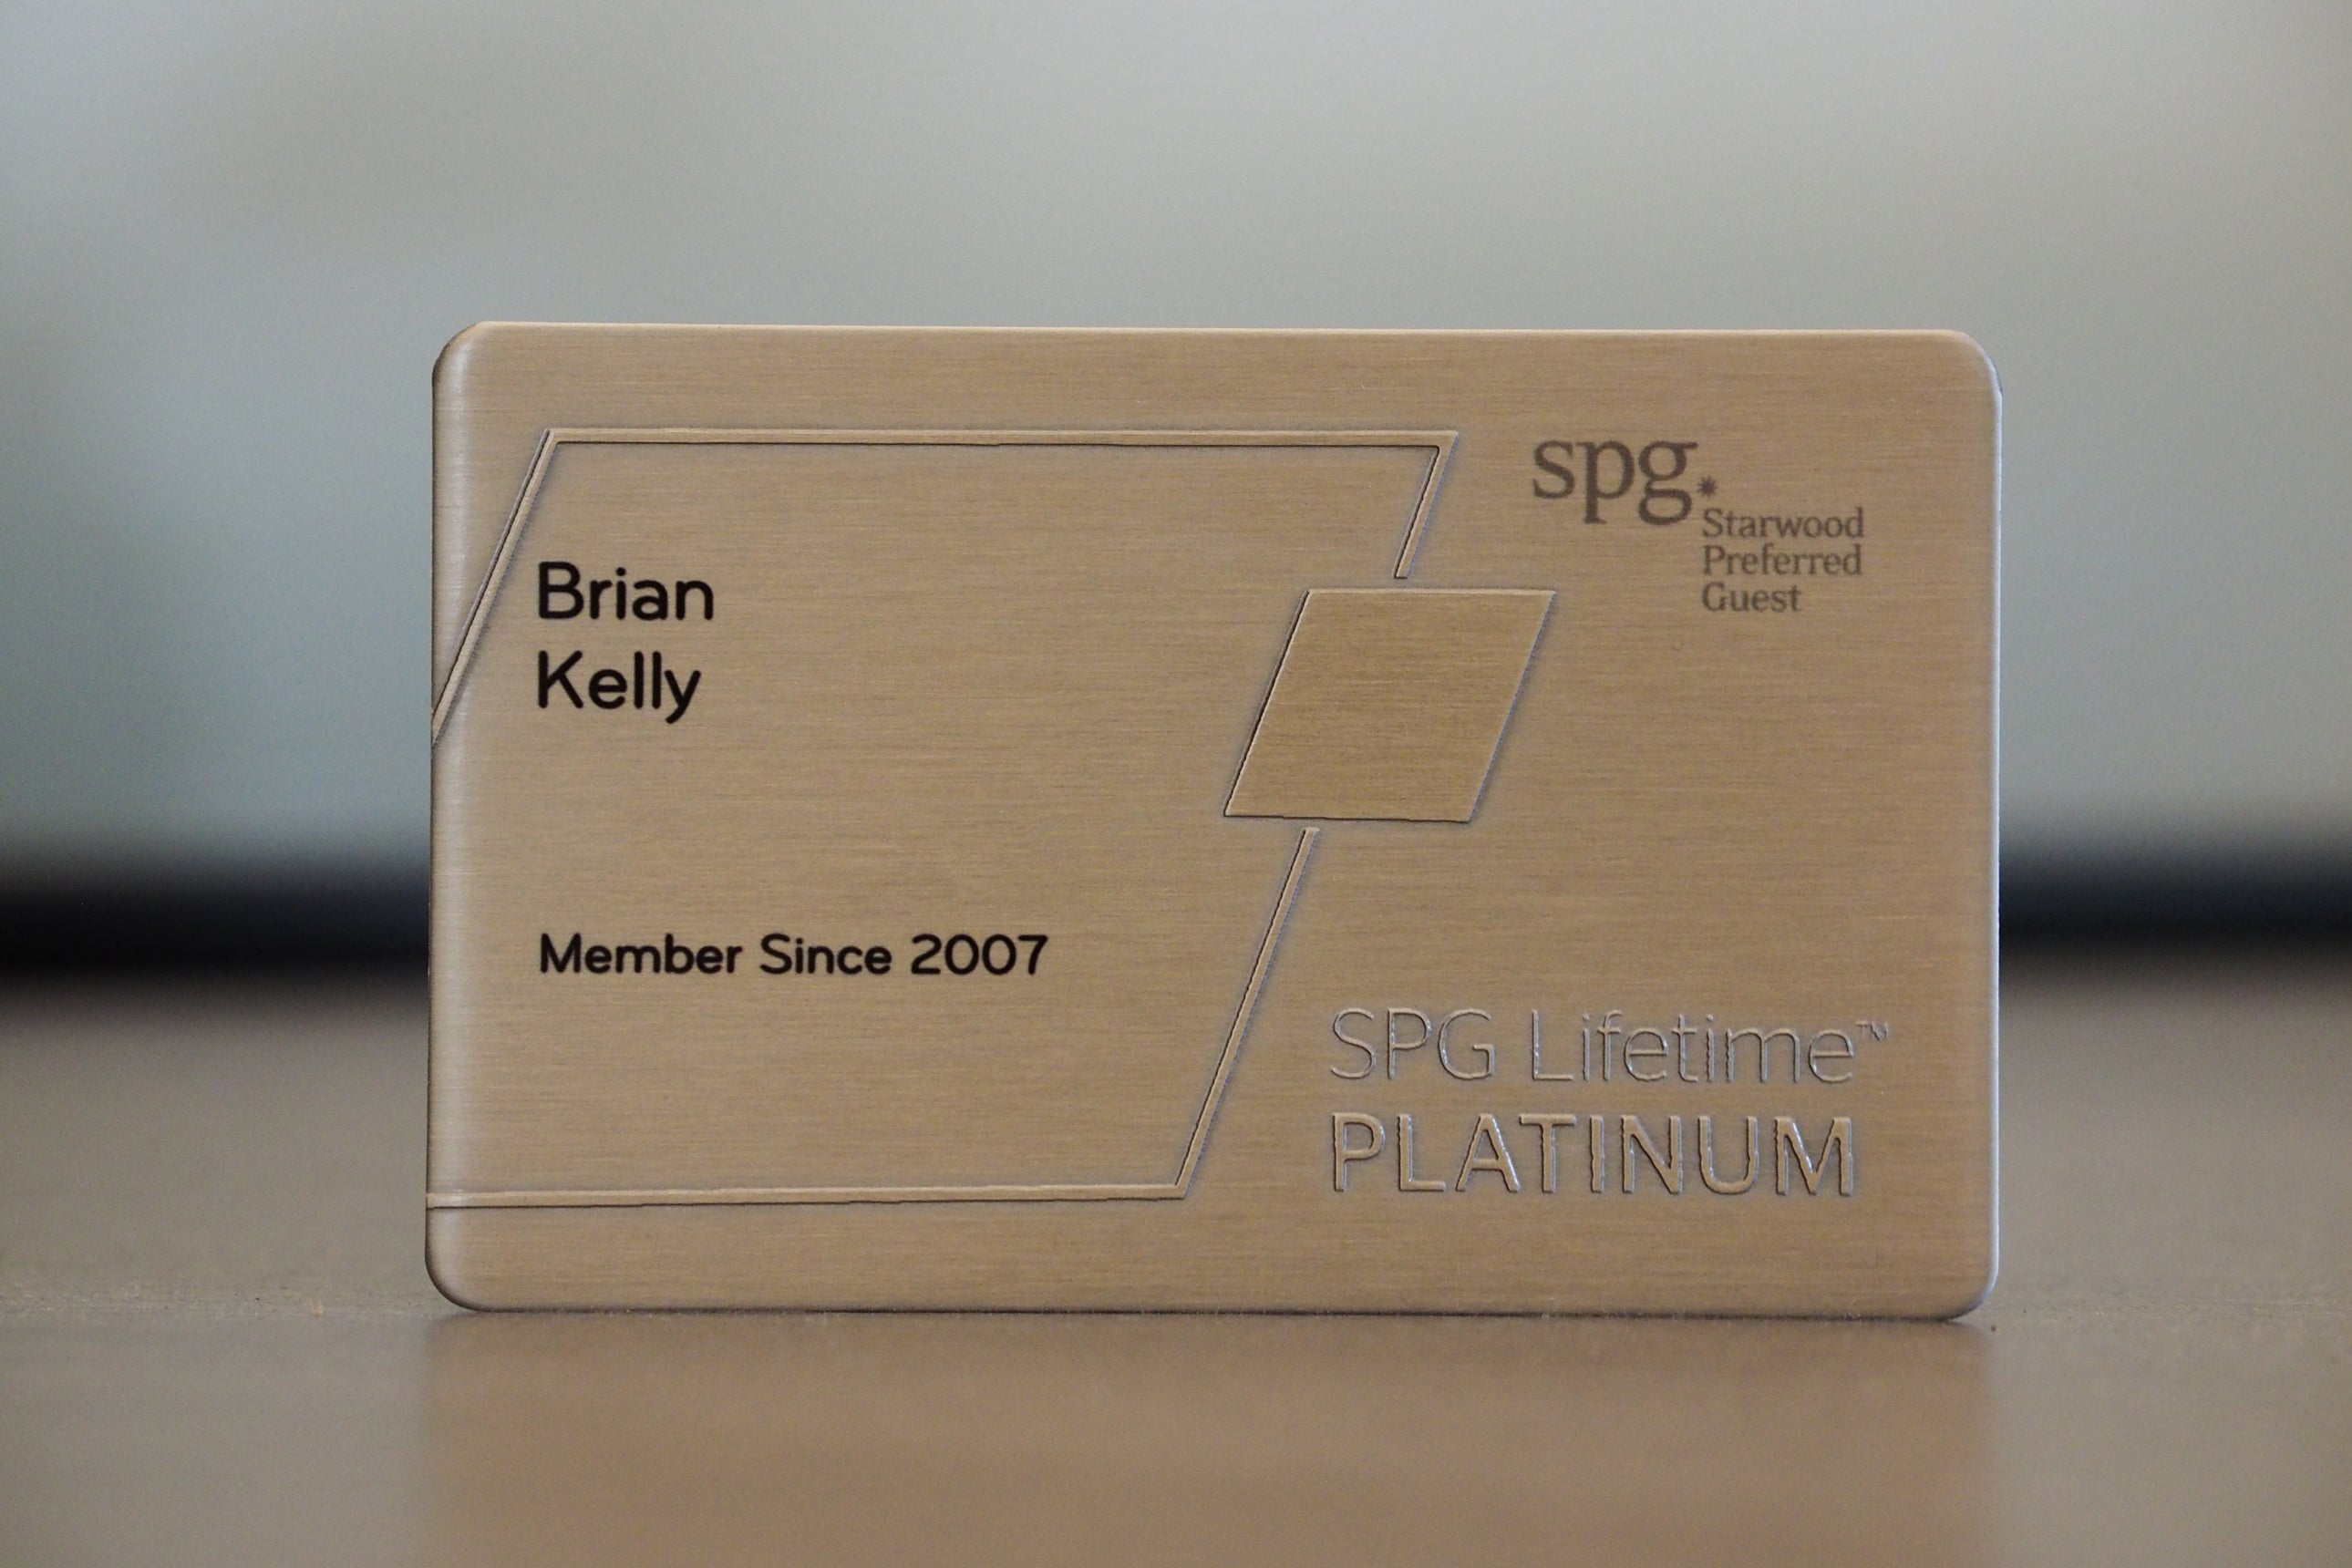 Brian
Kelly
Member Since 2007
spg.
Starwood
Preferred
Guest
SPG Lifetime™
PLATINUM